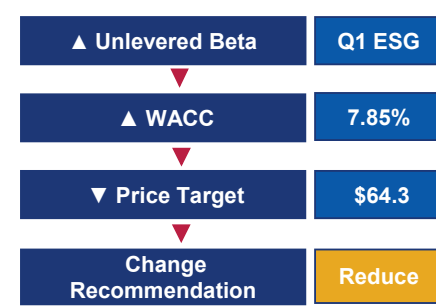 ▲ Unlevered Beta
Q1 ESG
▲ WACC
7.85%
▼ Price Target
$64.3
Change
Recommendation
Reduce